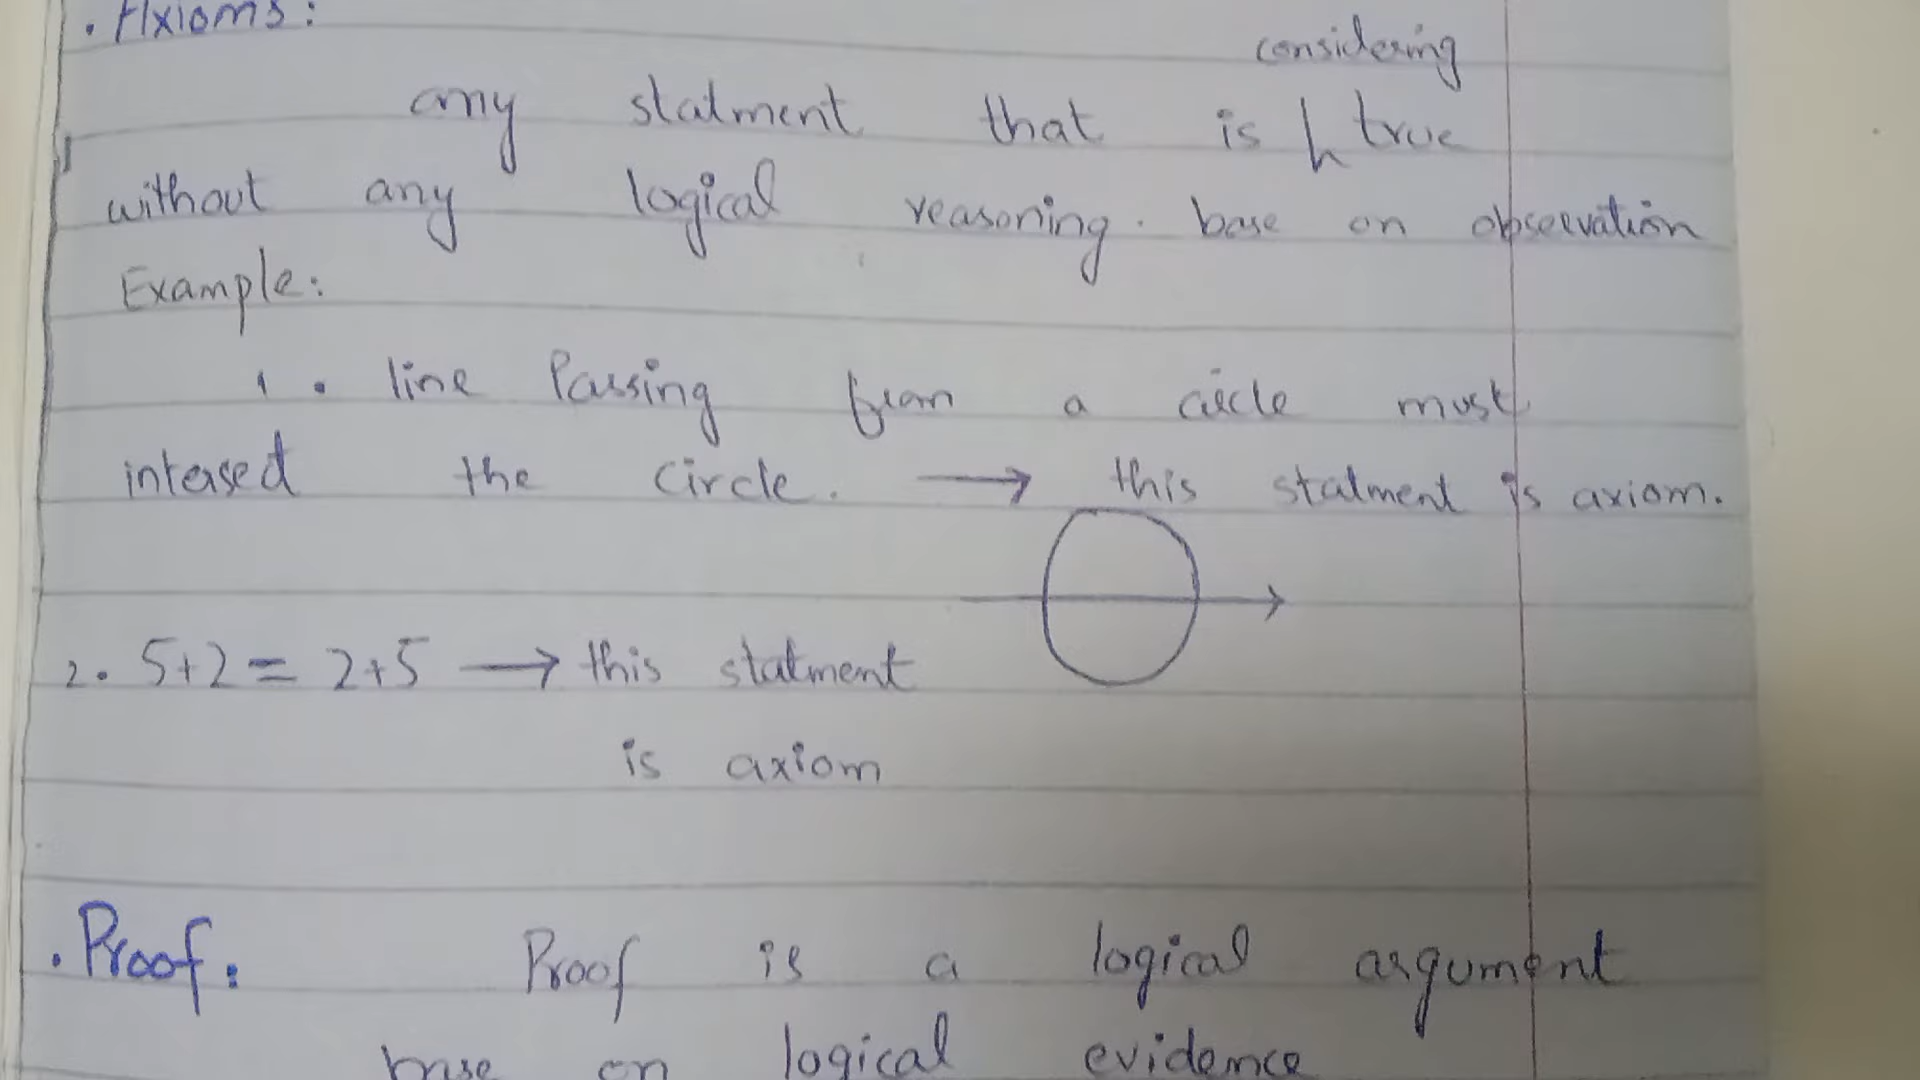 . Axioms:
considering
any statment that is true
without any logical reasoning. base on observation
Example:
1. line Passing from a circle must
intersect the circle. → this statment is axiom.
2. 5+2 = 2+5 → this statment
is axiom
. Proof: Proof is a logical argument
base on logical evidence